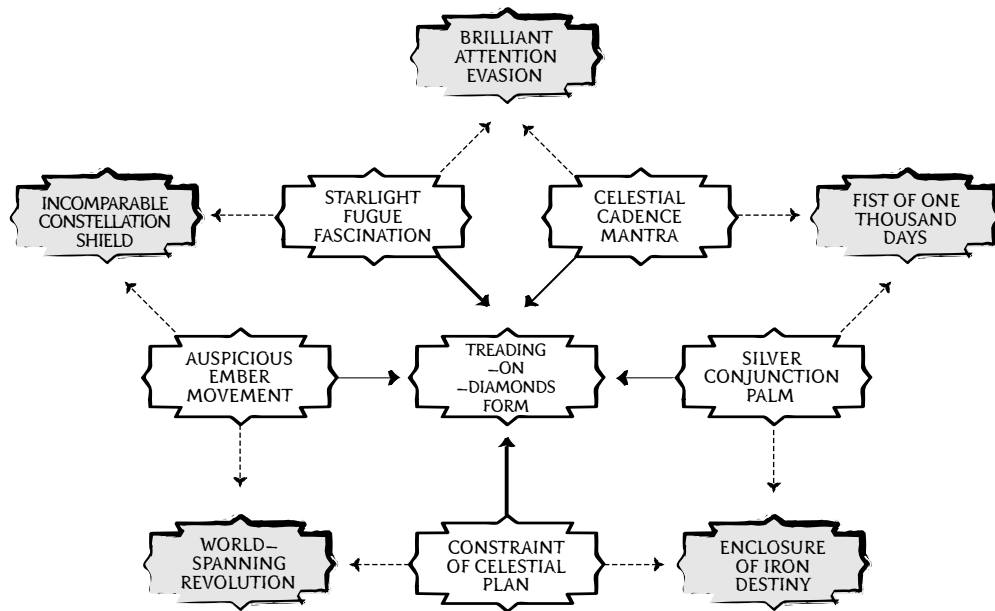 BRILLIANT
ATTENTION
EVASION
INCOMPARABLE
CONSTELLATION
SHIELD
STARLIGHT
FUGUE
FASCINATION
CELESTIAL
CADENCE
MANTRA
FIST OF ONE
THOUSAND
DAYS
AUSPICIOUS
EMBER
MOVEMENT
TREADING
–ON
–DIAMONDS
FORM
SILVER
CONJUNCTION
PALM
WORLD–
SPANNING
REVOLUTION
CONSTRAINT
OF CELESTIAL
PLAN
ENCLOSURE
OF IRON
DESTINY